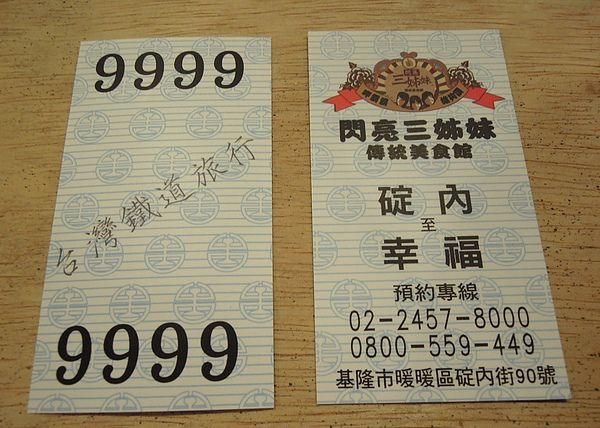 9999
台灣鐵道旅行
9999
三姊妹
閃亮三姊妹
傳統美食館
碇內
至
幸福
預約專線
02-2457-8000
0800-559-449
基隆市暖暖區碇內街90號